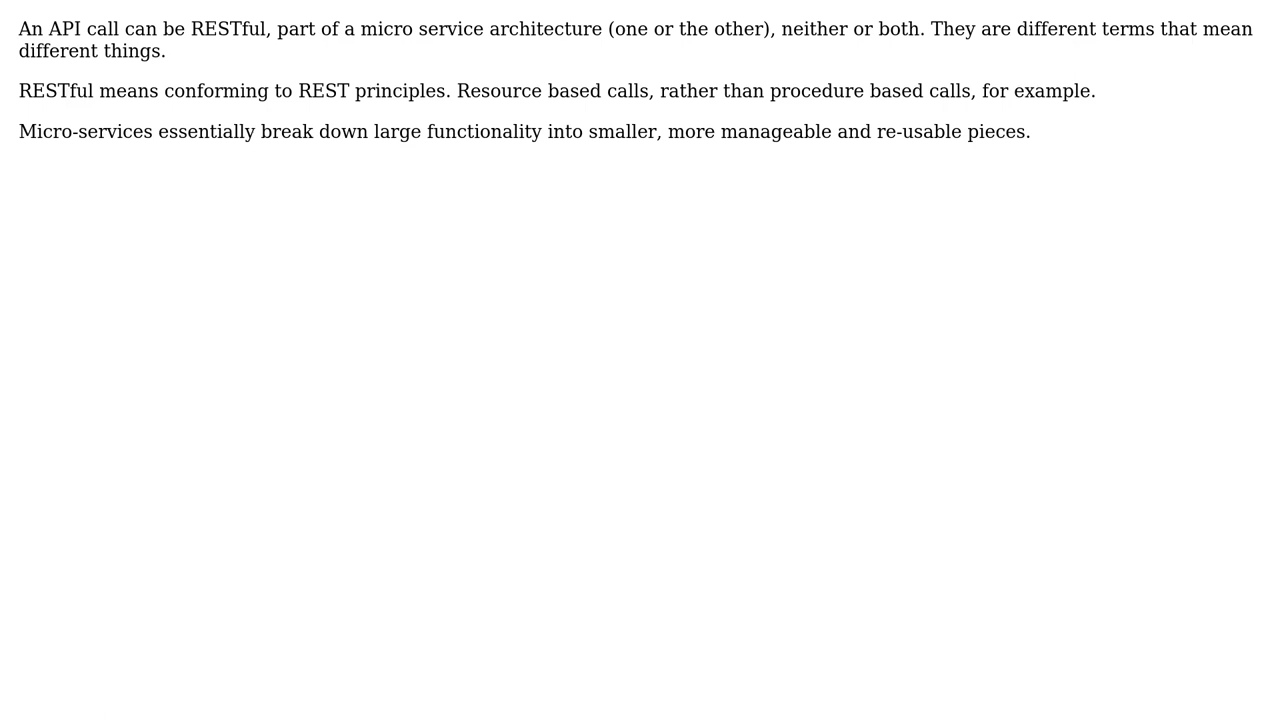 An API call can be RESTful, part of a micro service architecture (one or the other), neither or both. They are different terms that mean
different things.
RESTful means conforming to REST principles. Resource based calls, rather than procedure based calls, for example.
Micro-services essentially break down large functionality into smaller, more manageable and re-usable pieces.